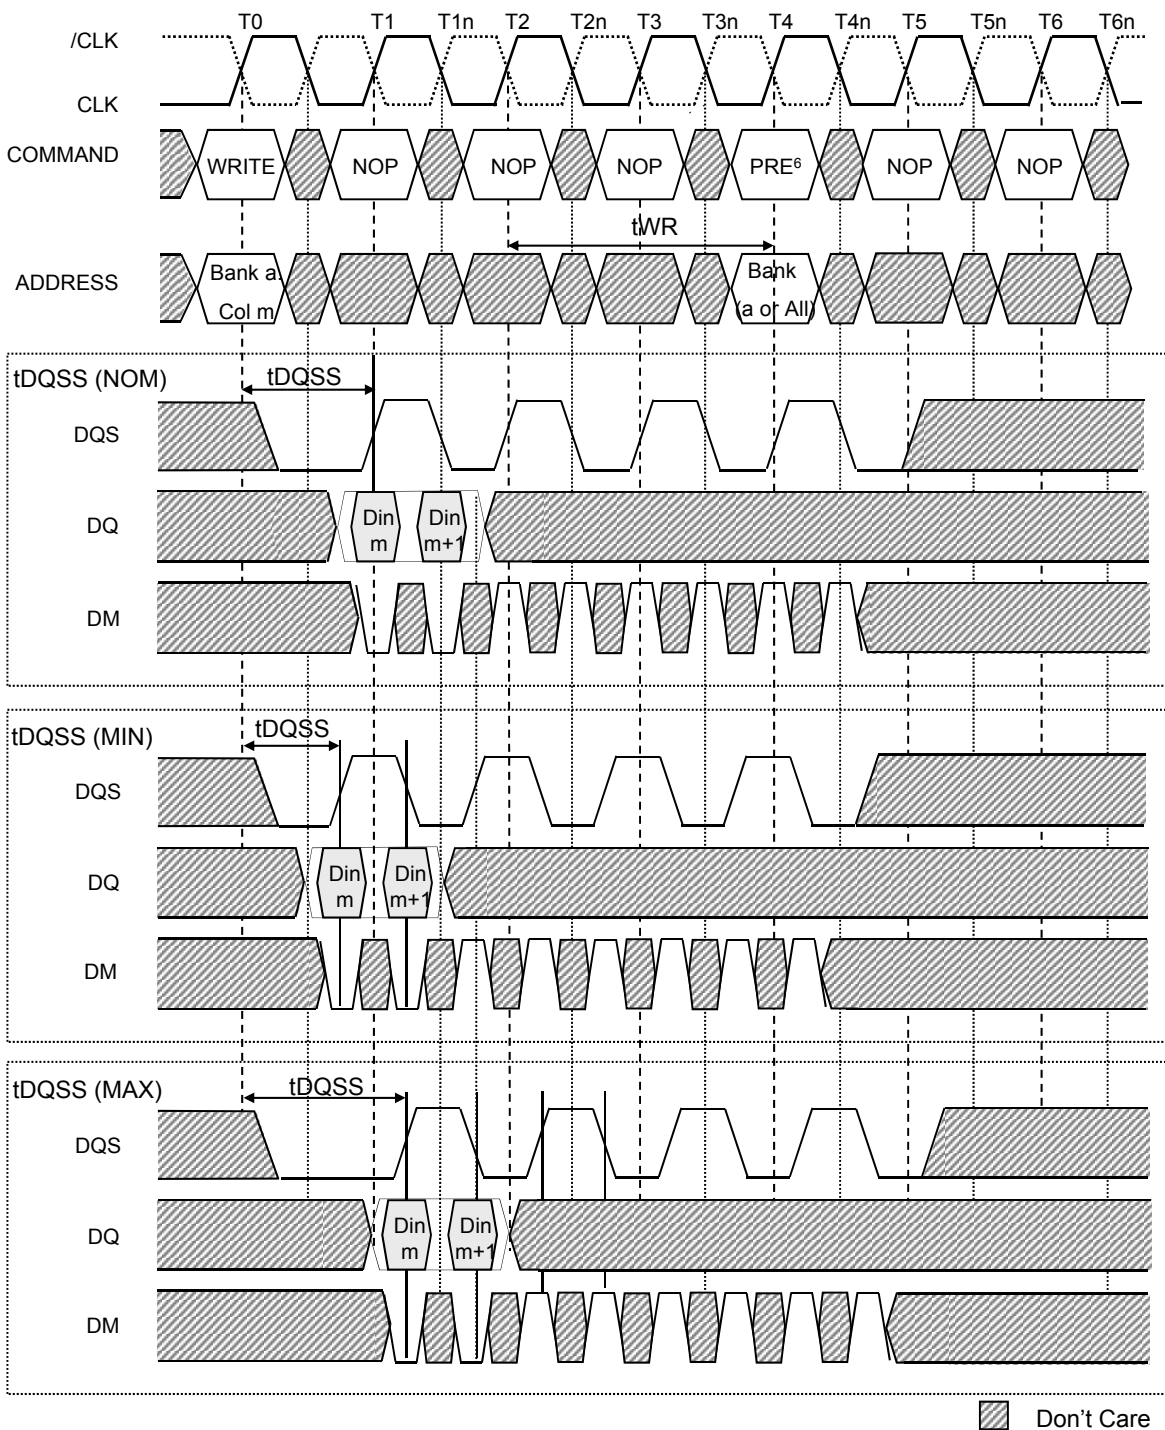 T0 T1 T1n T2 T2n T3 T3n T4 T4n T5 T5n T6 T6n
/CLK
CLK
COMMAND WRITE NOP NOP NOP PRE⁶ NOP NOP
tWR
ADDRESS Bank a. Bank
Col m (a or All)
tDQSS (NOM) tDQSS
DQS
DQ Din Din
m m+1
DM
tDQSS (MIN) tDQSS
DQS
DQ Din Din
m m+1
DM
tDQSS (MAX) tDQSS
DQS
DQ Din Din
m m+1
DM
Don't Care